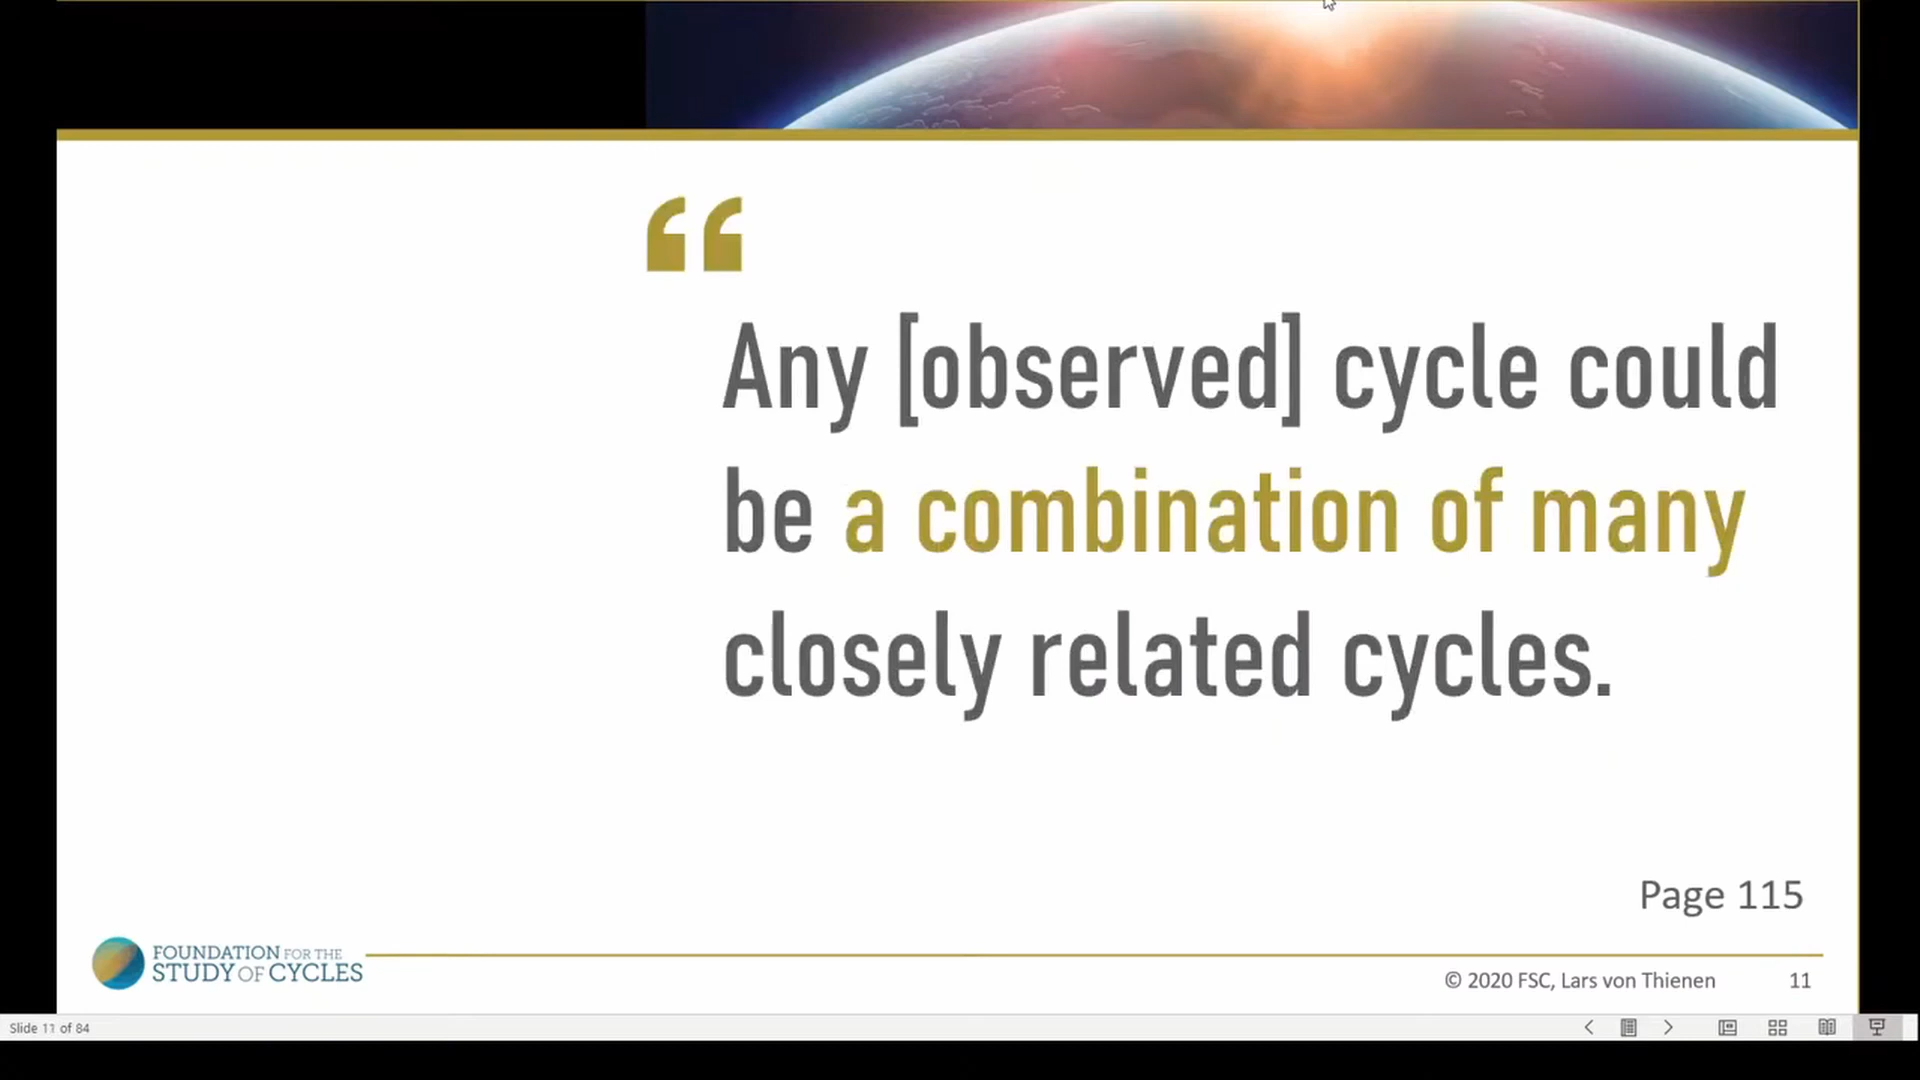 “
Any [observed] cycle could
be a combination of many
closely related cycles.
Page 115
FOUNDATION FOR THE
STUDY OF CYCLES
© 2020 FSC, Lars von Thienen 11
Slide 11 of 84